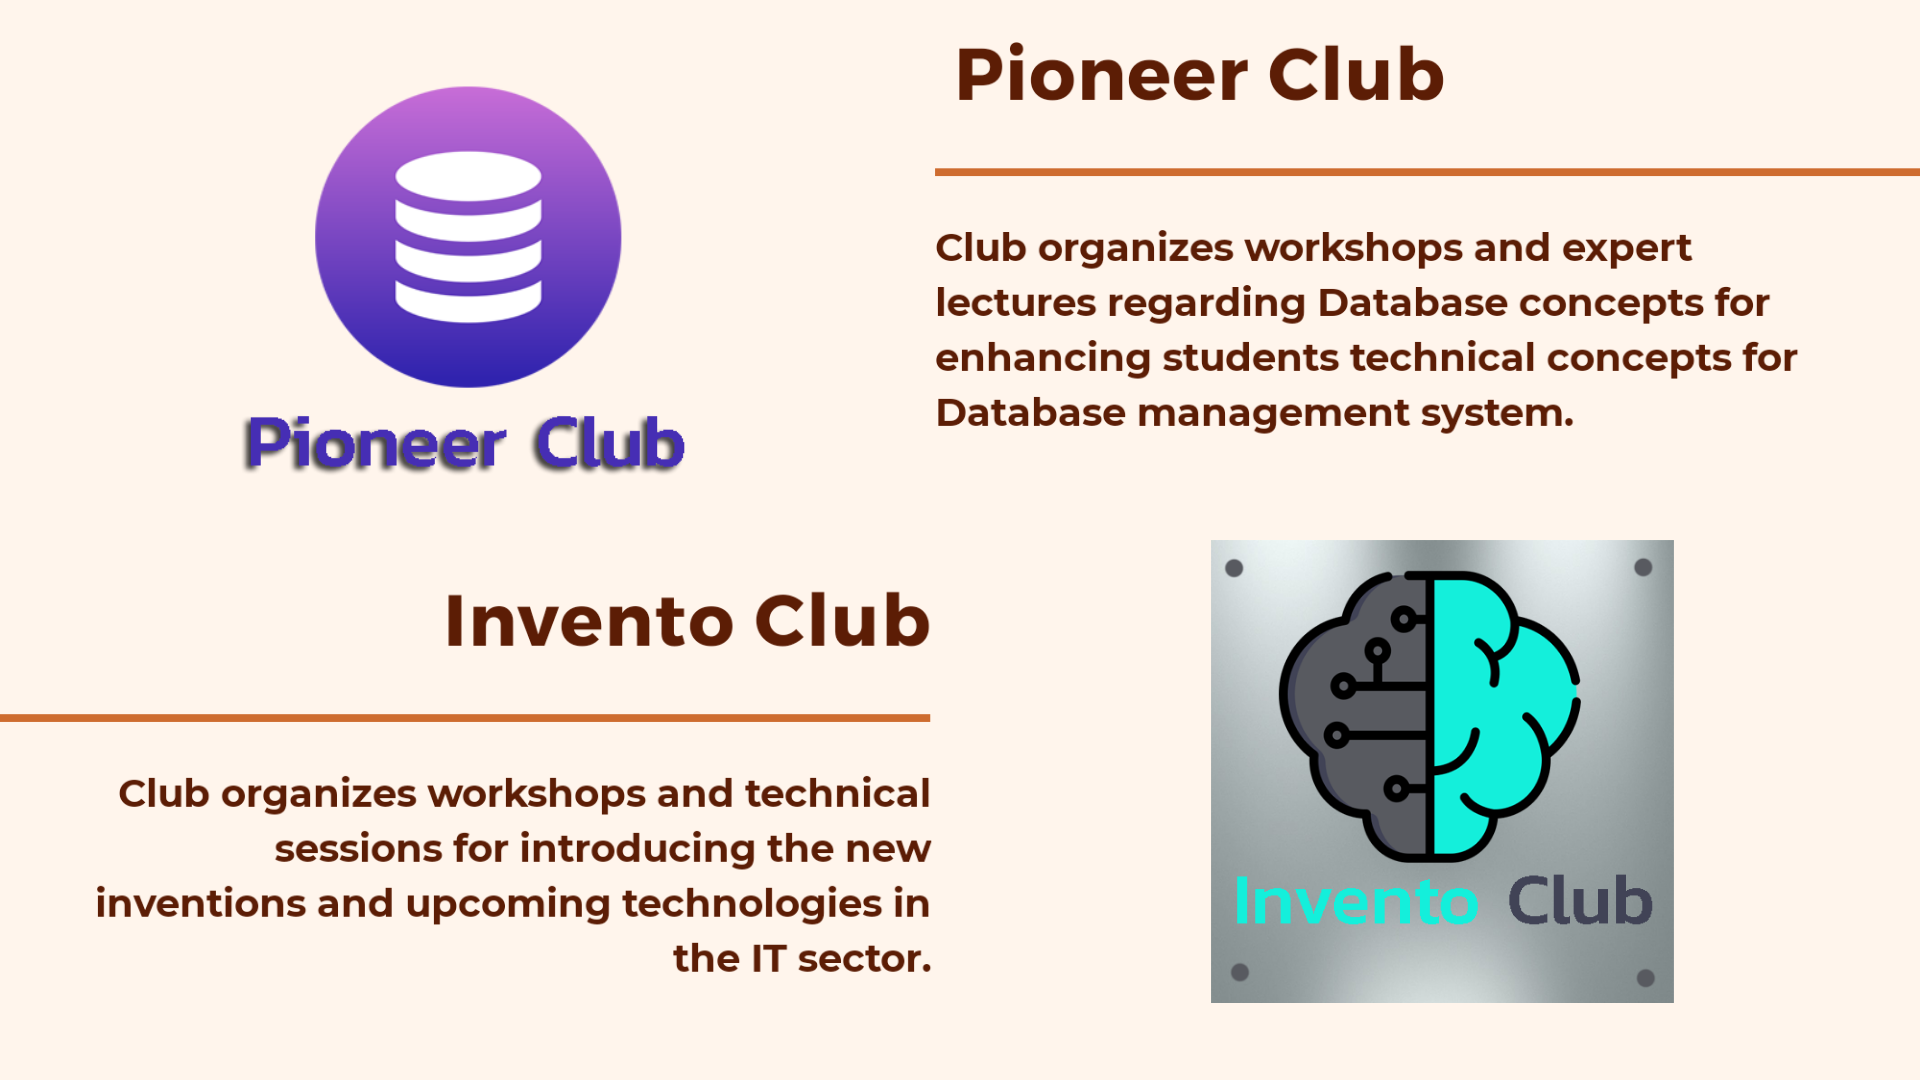 Pioneer Club
Pioneer Club
Club organizes workshops and expert
lectures regarding Database concepts for
enhancing students technical concepts for
Database management system.
Invento Club
Club organizes workshops and technical
sessions for introducing the new
inventions and upcoming technologies in
the IT sector.
Invento Club